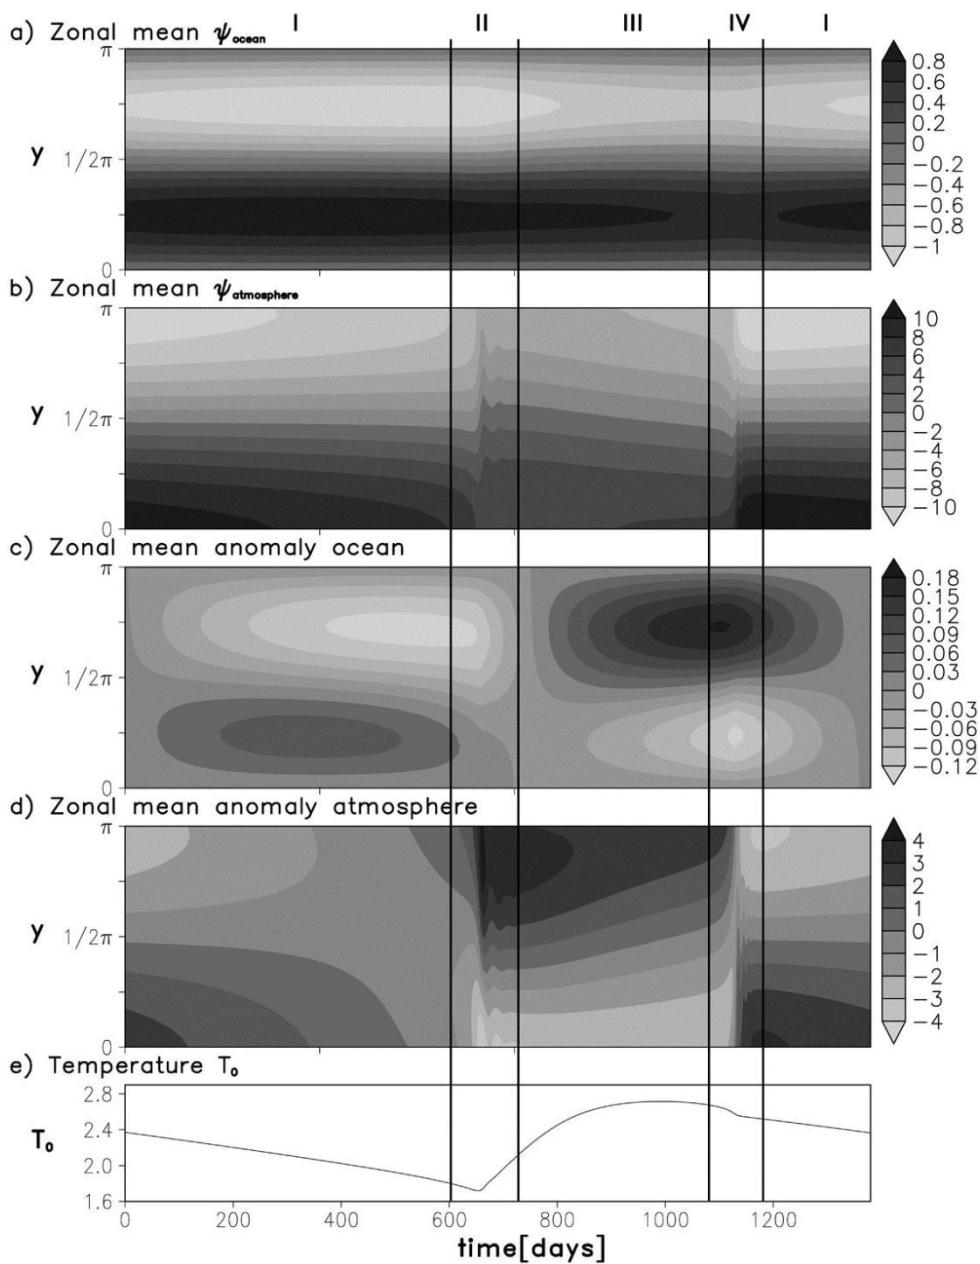 I II III IV I
a) Zonal mean ψocean
π
y 1/2π
0
0.8
0.6
0.4
0.2
0
−0.2
−0.4
−0.6
−0.8
−1
b) Zonal mean ψatmosphere
π
y 1/2π
0
10
8
6
4
2
0
−2
−4
−6
−8
−10
c) Zonal mean anomaly ocean
π
y 1/2π
0
0.18
0.15
0.12
0.09
0.06
0.03
0
−0.03
−0.06
−0.09
−0.12
d) Zonal mean anomaly atmosphere
π
y 1/2π
0
4
3
2
1
0
−1
−2
−3
−4
e) Temperature T₀
2.8
2.4
T₀
2.0
1.6
0 200 400 600 800 1000 1200
time[days]